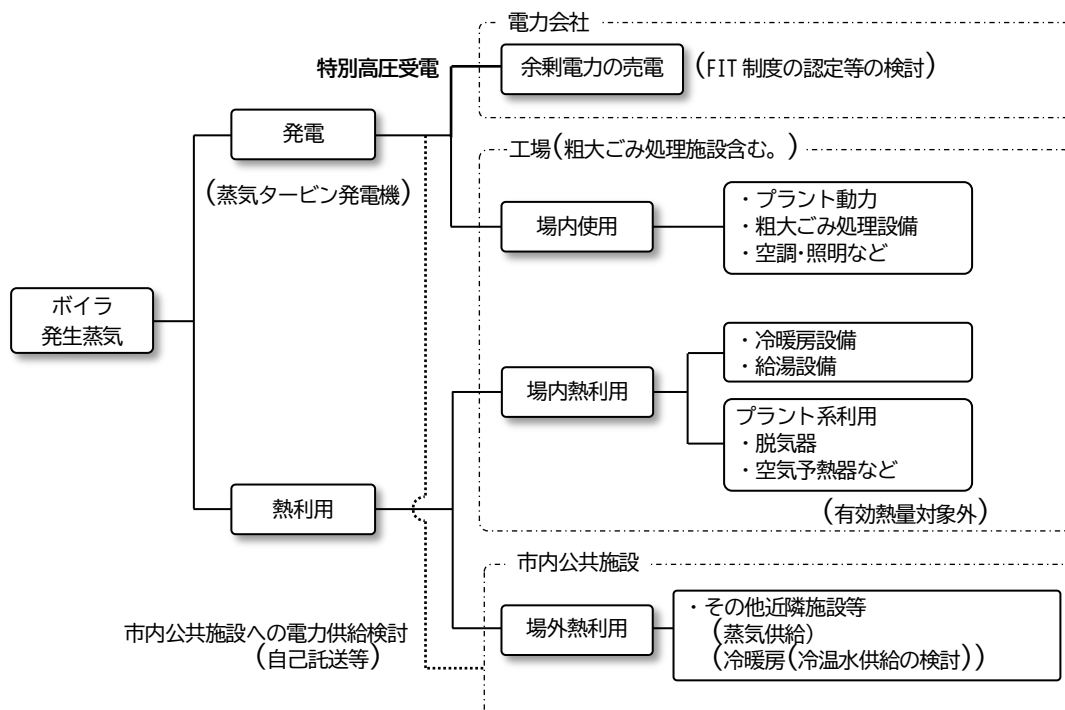 電力会社
特別高圧受電
余剰電力の売電
(FIT制度の認定等の検討)
発電
(蒸気タービン発電機)
工場(粗大ごみ処理施設含む。)
場内使用
・プラント動力
・粗大ごみ処理設備
・空調・照明など
ボイラ
発生蒸気
・冷暖房設備
・給湯設備
場内熱利用
プラント系利用
・脱気器
・空気予熱器など
(有効熱量対象外)
熱利用
市内公共施設
場外熱利用
・その他近隣施設等
(蒸気供給)
(冷暖房(冷温水供給の検討))
市内公共施設への電力供給検討
(自己託送等)